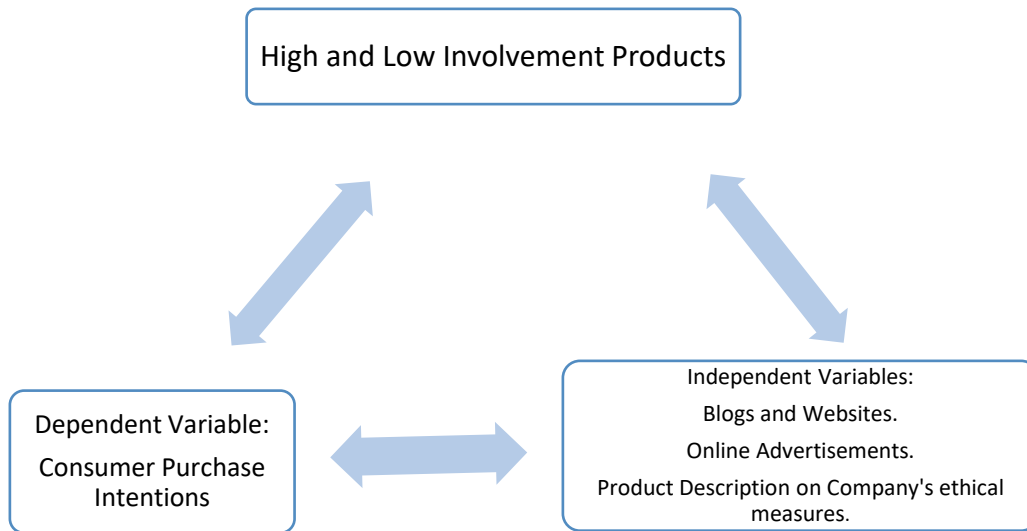 High and Low Involvement Products
Dependent Variable:
Consumer Purchase
Intentions
Independent Variables:
Blogs and Websites.
Online Advertisements.
Product Description on Company's ethical
measures.